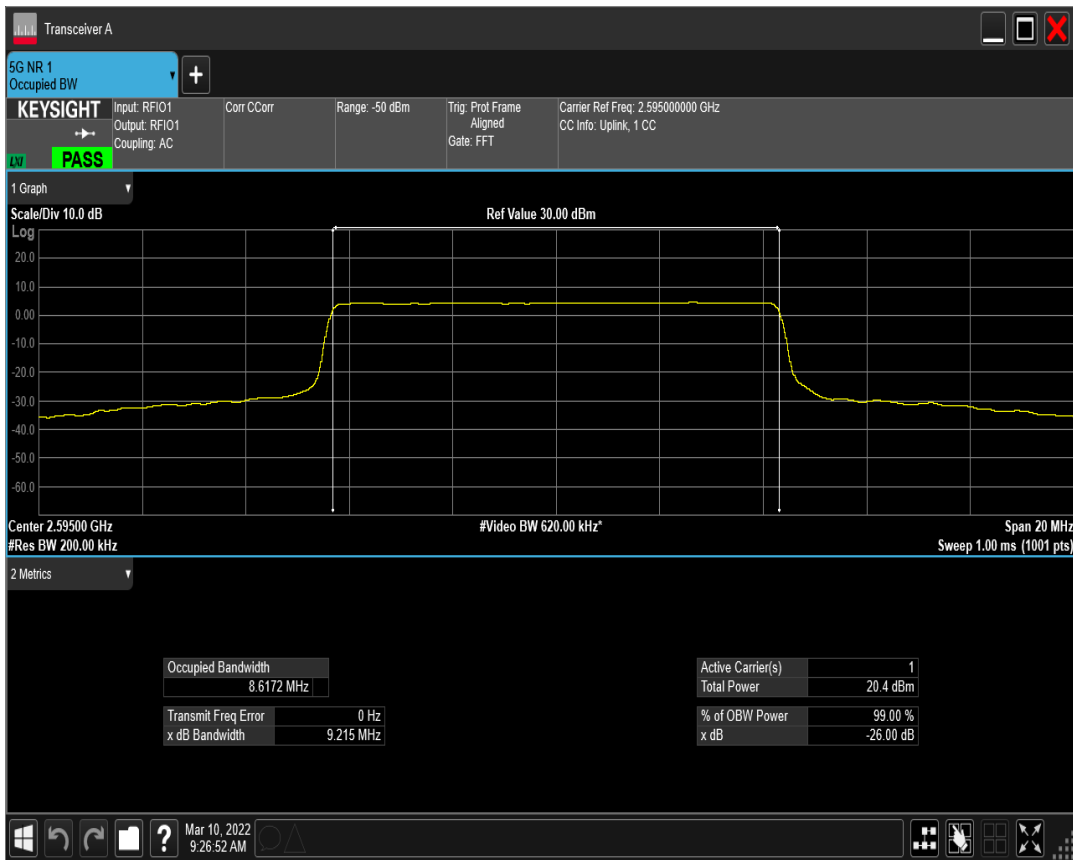 Transceiver A
5G NR 1
Occupied BW
+
KEYSIGHT
LXI
PASS
Input: RFIO1
Output: RFIO1
Coupling: AC
Corr CCorr
Range: -50 dBm
Trig: Prot Frame
Aligned
Gate: FFT
Carrier Ref Freq: 2.595000000 GHz
CC Info: Uplink, 1 CC
1 Graph
Scale/Div 10.0 dB
Ref Value 30.00 dBm
Log
20.0
10.0
0.00
-10.0
-20.0
-30.0
-40.0
-50.0
-60.0
Center 2.59500 GHz
#Video BW 620.00 kHz*
Span 20 MHz
#Res BW 200.00 kHz
Sweep 1.00 ms (1001 pts)
2 Metrics
Occupied Bandwidth
8.6172 MHz
Transmit Freq Error 0 Hz
x dB Bandwidth 9.215 MHz
Active Carrier(s) 1
Total Power 20.4 dBm
% of OBW Power 99.00 %
x dB -26.00 dB
?
Mar 10, 2022
9:26:52 AM